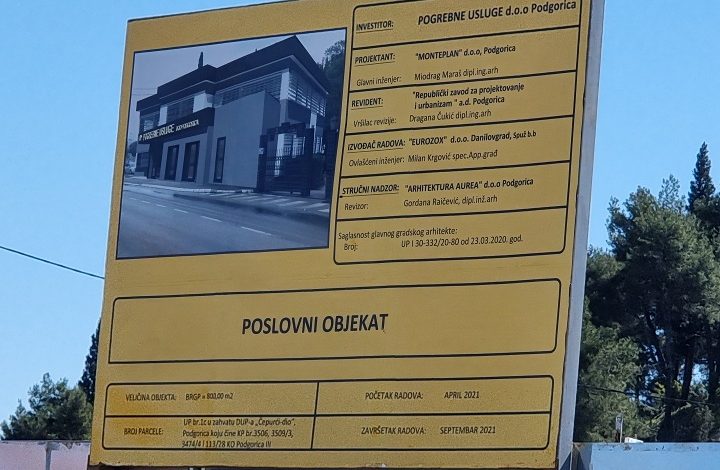 INVESTITOR: POGREBNE USLUGE d.o.o Podgorica
PROJEKTANT: "MONTEPLAN" d.o.o, Podgorica
Glavni inženjer: Miodrag Maraš dipl.ing.arh
REVIDENT: "Republički zavod za projektovanje
i urbanizam" a.d. Podgorica
Vršilac revizije: Dragana Čukić dipl.ing.arh
IZVOĐAČ RADOVA: "EUROZOX" d.o.o. Danilovgrad, Spuž b.b
Ovlašćeni inženjer: Milan Krgović spec.App.grad
STRUČNI NADZOR: "ARHITEKTURA AUREA" d.o.o Podgorica
Revizor: Gordana Raičević, dipl.inž.arh
Saglasnost glavnog gradskog arhitekte:
Broj: UP I 30-332/20-80 od 23.03.2020. god.
POGREBNE USLUGE
POSLOVNI OBJEKAT
VELIČINA OBJEKTA: BRGP = 800,00 m2
POČETAK RADOVA: APRIL 2021
BROJ PARCELE: UP br.1c u zahvatu DUP-a „Čepurci-dio",
Podgorica koju čine KP br.3506, 3509/3,
3474/4 i 113/28 KO Podgorica III
ZAVRŠETAK RADOVA: SEPTEMBAR 2021